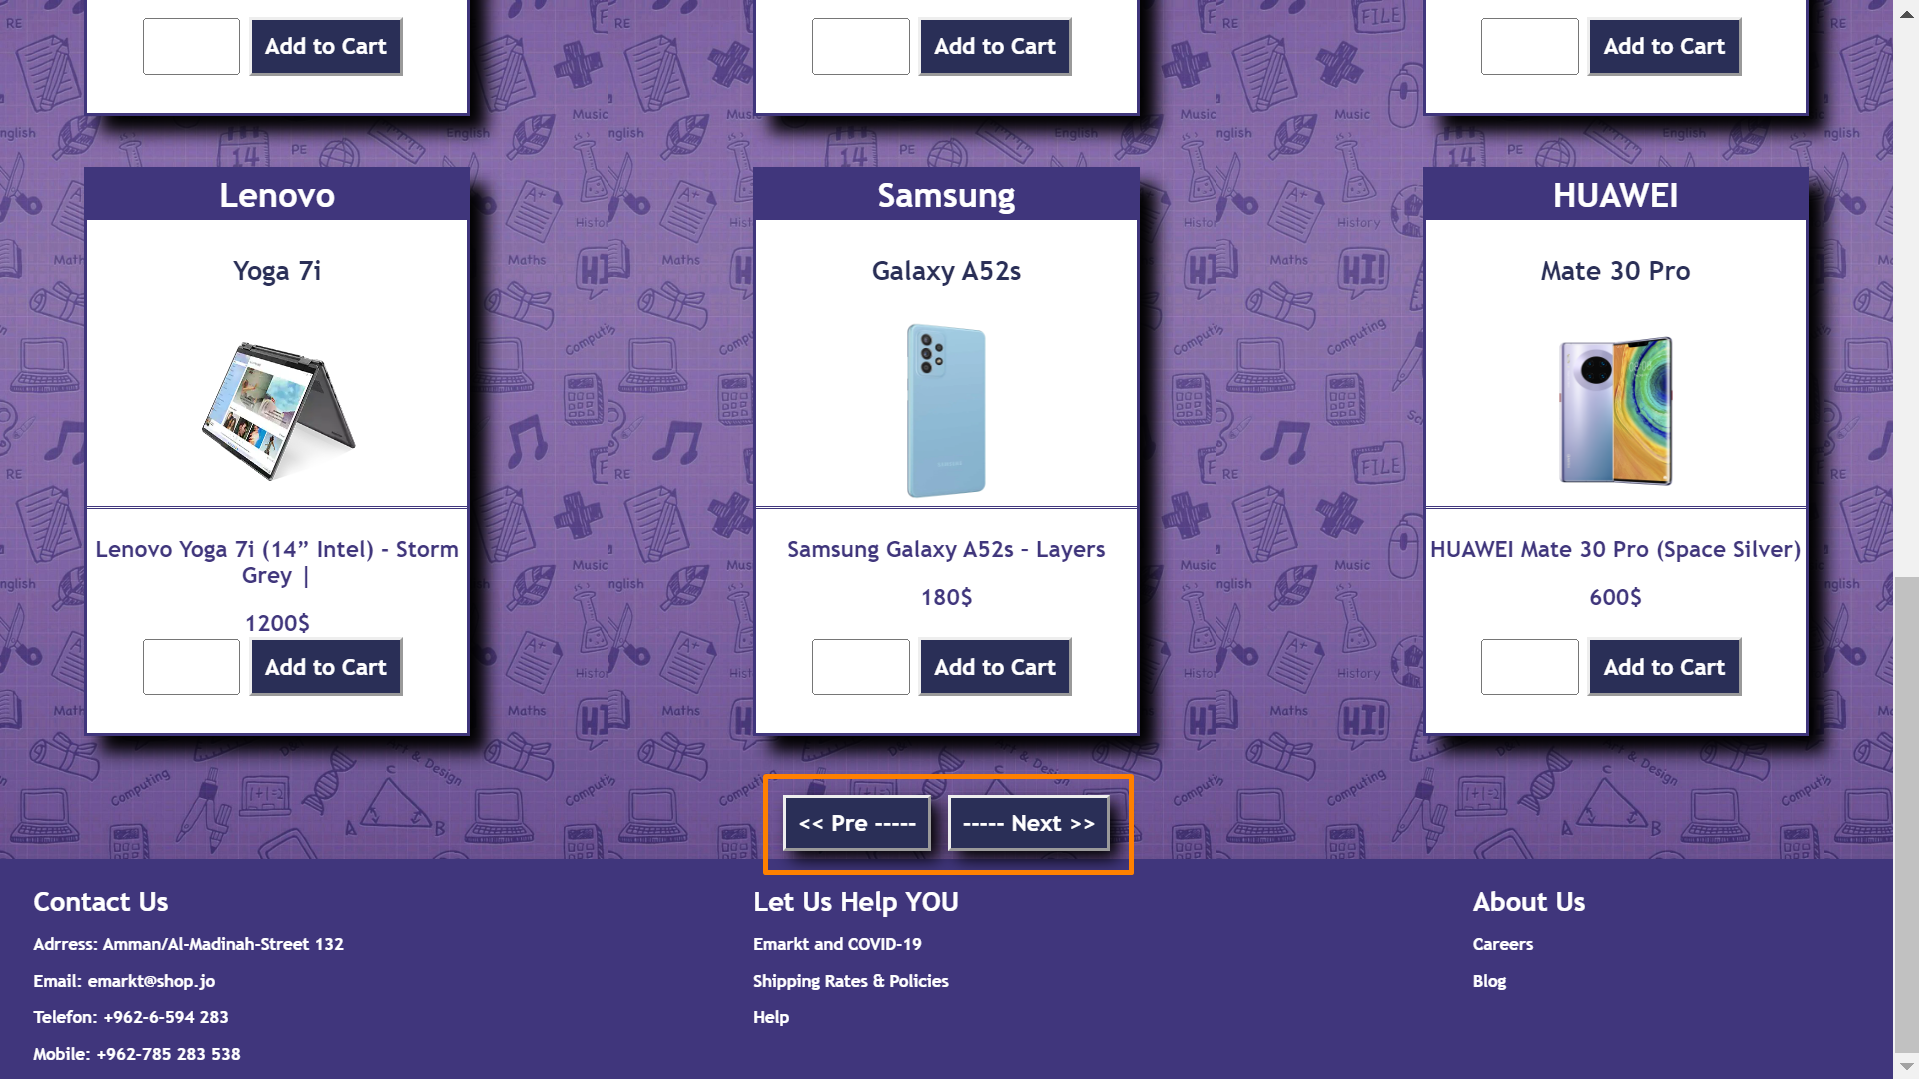 Add to Cart
Add to Cart
Add to Cart
Lenovo
Yoga 7i
Lenovo Yoga 7i (14” Intel) - Storm
Grey |
1200$
Add to Cart
Samsung
Galaxy A52s
Samsung Galaxy A52s – Layers
180$
Add to Cart
HUAWEI
Mate 30 Pro
HUAWEI Mate 30 Pro (Space Silver)
600$
Add to Cart
<< Pre -----
----- Next >>
Contact Us
Adrress: Amman/Al-Madinah-Street 132
Email: emarkt@shop.jo
Telefon: +962-6-594 283
Mobile: +962-785 283 538
Let Us Help YOU
Emarkt and COVID-19
Shipping Rates & Policies
Help
About Us
Careers
Blog